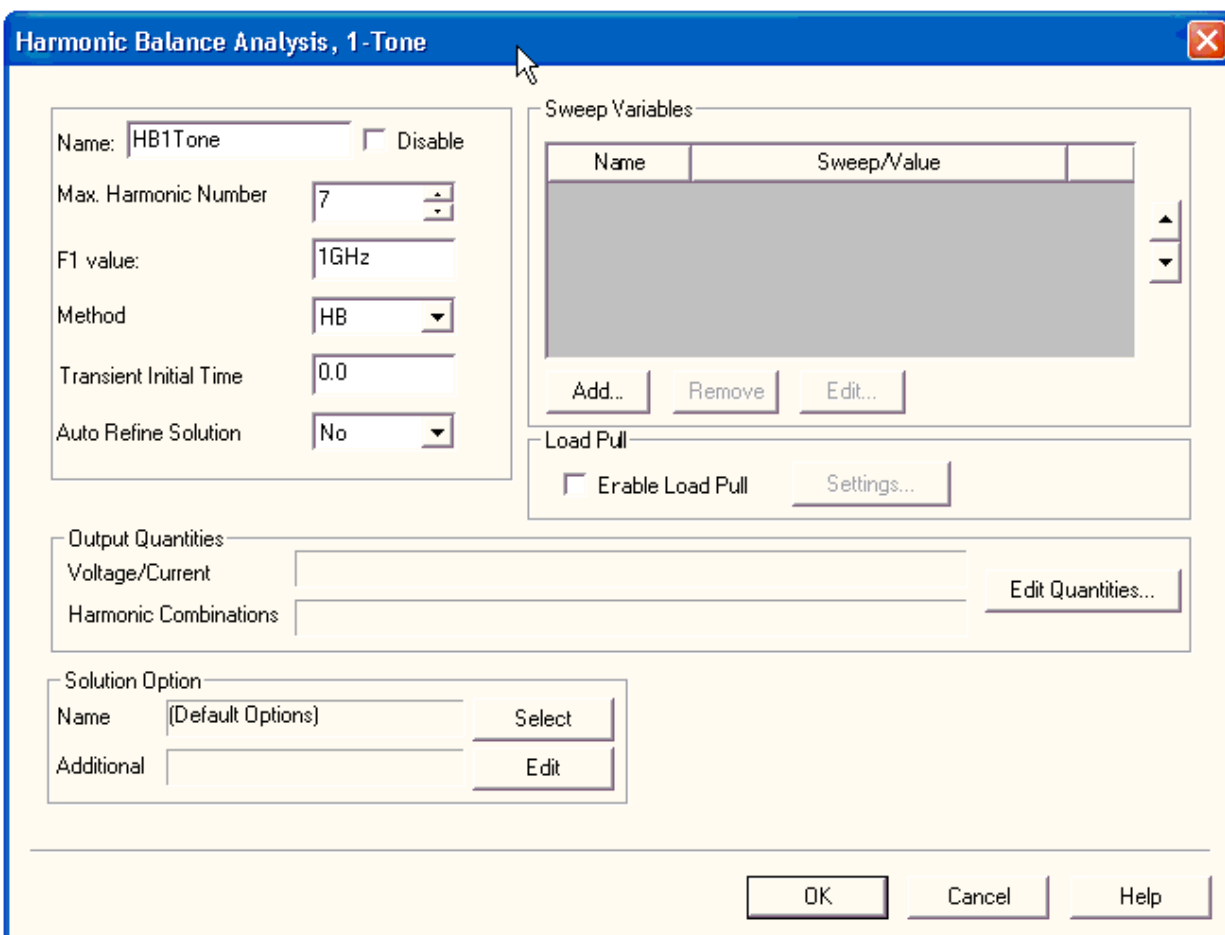 Harmonic Balance Analysis, 1-Tone
Name: HB1Tone Disable
Max. Harmonic Number 7
F1 value: 1GHz
Method HB
Transient Initial Time 0.0
Auto Refine Solution No
Sweep Variables
Name Sweep/Value
Add... Remove Edit...
Load Pull
Enable Load Pull Settings...
Output Quantities
Voltage/Current
Harmonic Combinations
Edit Quantities...
Solution Option
Name (Default Options) Select
Additional Edit
OK Cancel Help